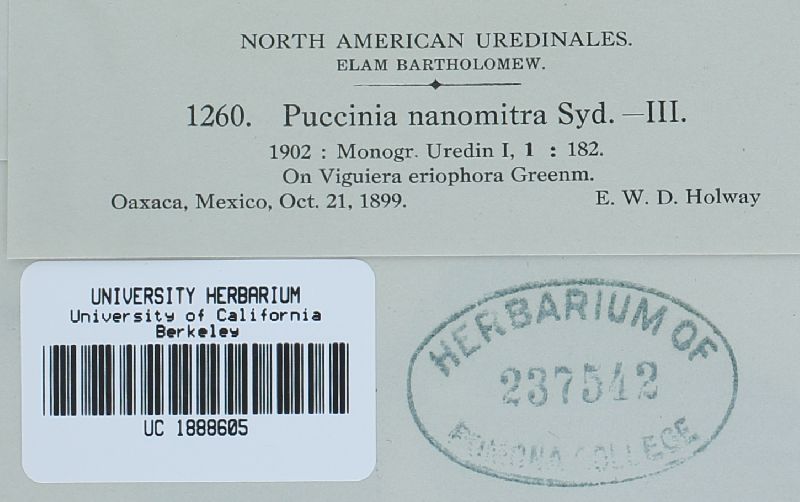 NORTH AMERICAN UREDINALES.
ELAM BARTHOLOMEW.
1260. Puccinia nanomitra Syd. —III.
1902 : Monogr. Uredin I, 1 : 182.
On Viguiera eriophora Greenm.
Oaxaca, Mexico, Oct. 21, 1899. E. W. D. Holway
UNIVERSITY HERBARIUM
University of California
Berkeley
UC 1888605
HERBARIUM OF
237542
POMONA COLLEGE